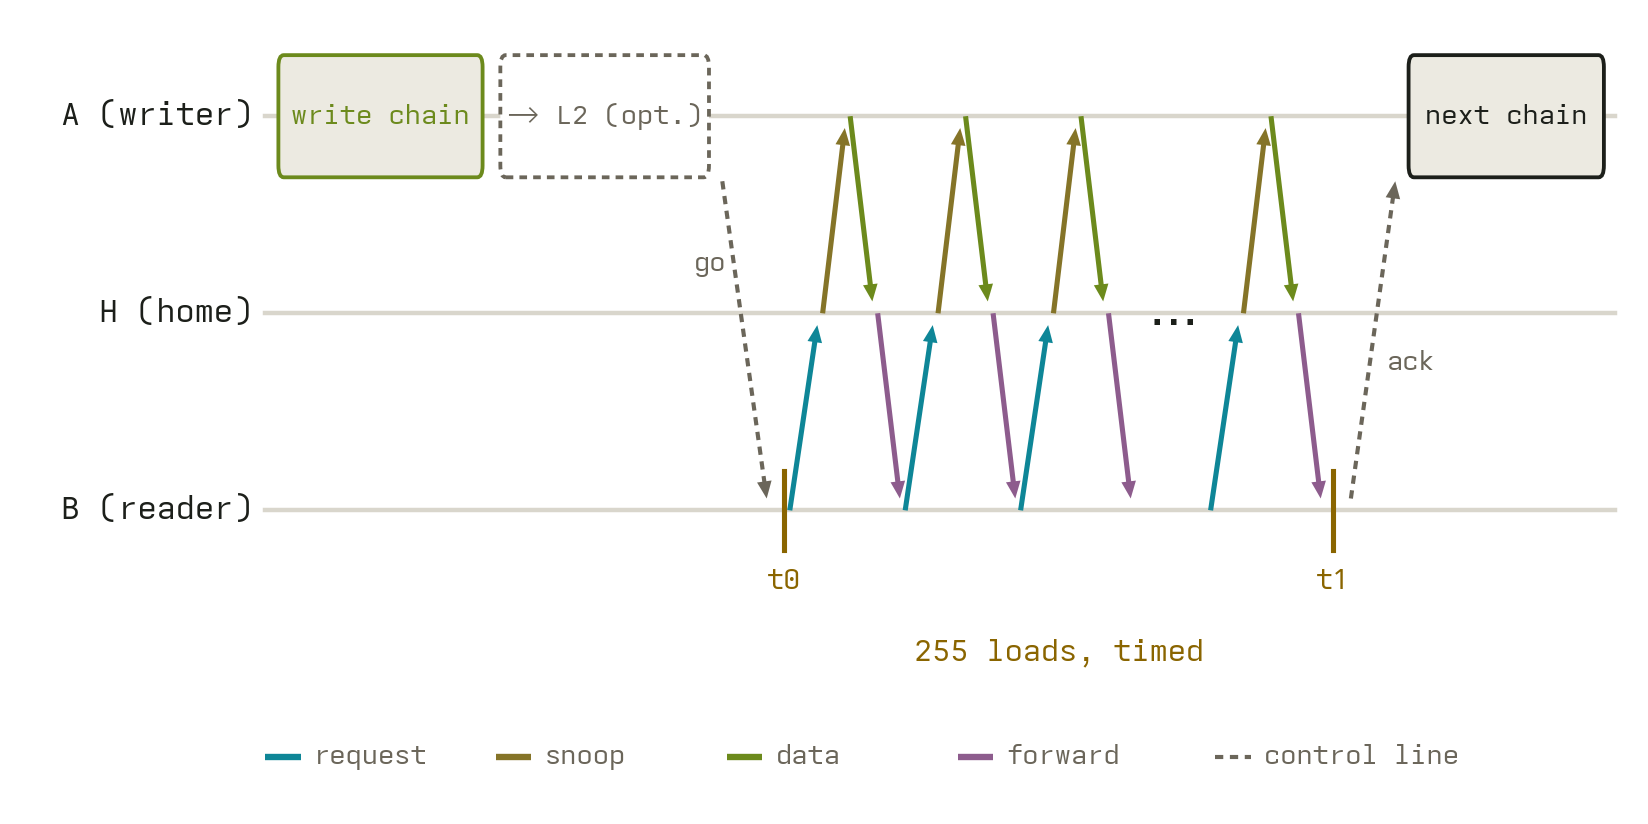 A (writer)
write chain
→ L2 (opt.)
next chain
go
H (home)
...
ack
B (reader)
t0
t1
255 loads, timed
request
snoop
data
forward
control line